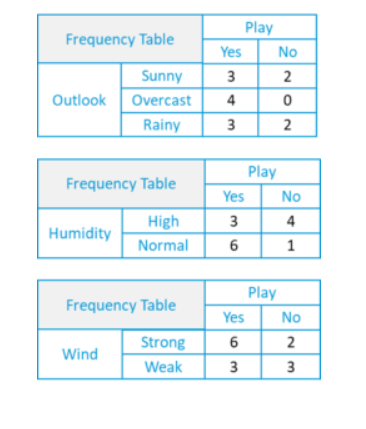 Frequency Table Play
Yes No
Outlook Sunny 3 2
Overcast 4 0
Rainy 3 2
Frequency Table Play
Yes No
Humidity High 3 4
Normal 6 1
Frequency Table Play
Yes No
Wind Strong 6 2
Weak 3 3